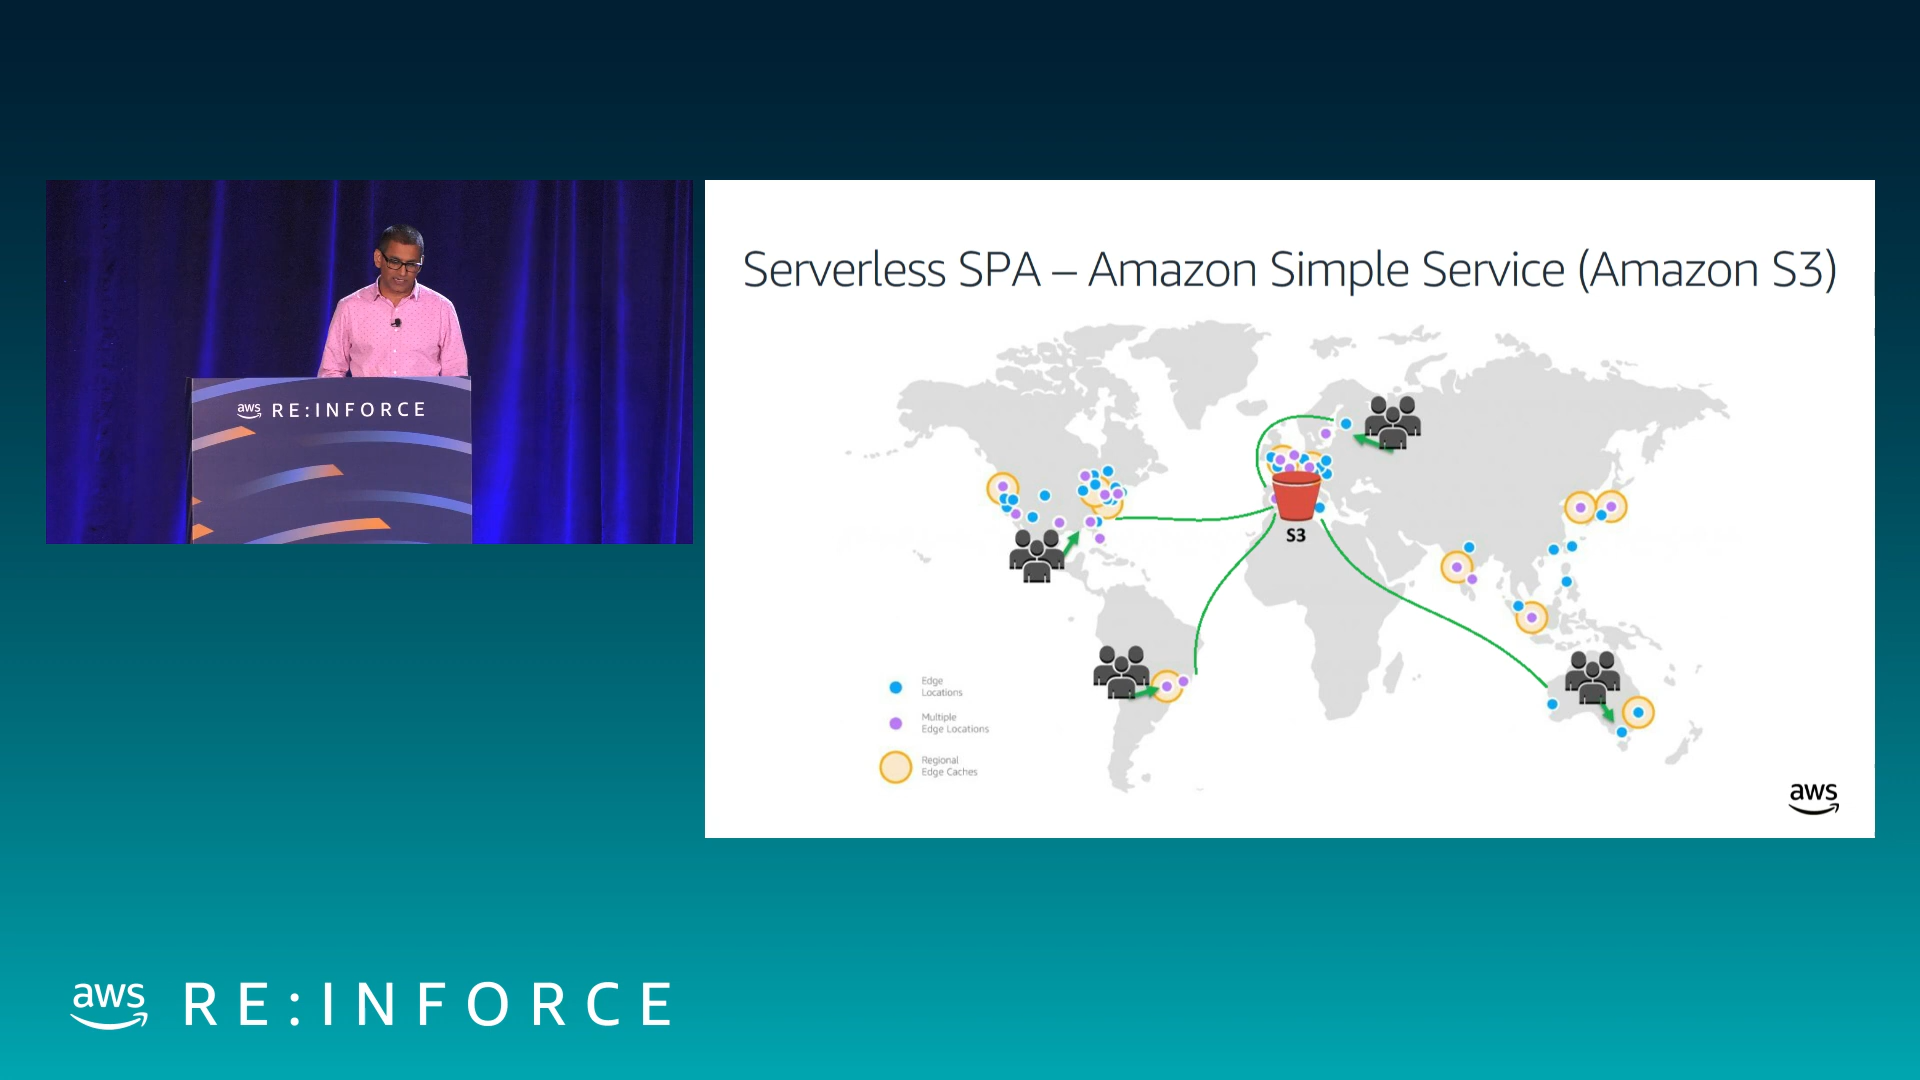 aws RE:INFORCE
Serverless SPA – Amazon Simple Service (Amazon S3)
S3
Edge
Locations
Multiple
Edge Locations
Regional
Edge Caches
aws
aws RE:INFORCE